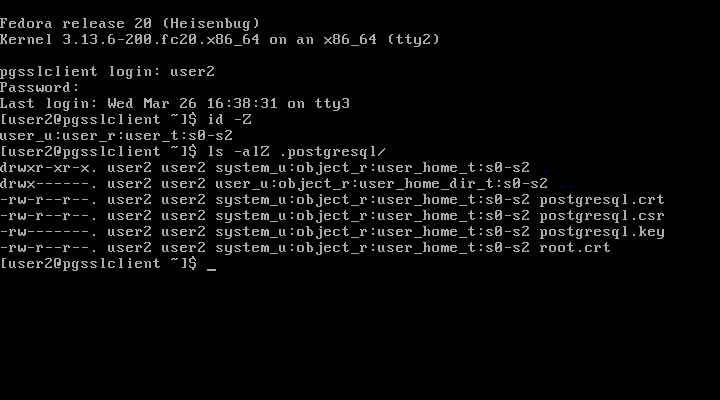 Fedora release 20 (Heisenbug)
Kernel 3.13.6-200.fc20.x86_64 on an x86_64 (tty2)
pgsslclient login: user2
Password:
Last login: Wed Mar 26 16:38:31 on tty3
[user2@pgsslclient ~]$ id -Z
user_u:user_r:user_t:s0-s2
[user2@pgsslclient ~]$ ls -alZ .postgresql/
drwxr-xr-x. user2 user2 system_u:object_r:user_home_t:s0-s2 .
drwx------. user2 user2 user_u:object_r:user_home_dir_t:s0-s2 ..
-rw-r--r--. user2 user2 system_u:object_r:user_home_t:s0-s2 postgresql.crt
-rw-r--r--. user2 user2 system_u:object_r:user_home_t:s0-s2 postgresql.csr
-rw-------. user2 user2 system_u:object_r:user_home_t:s0-s2 postgresql.key
-rw-r--r--. user2 user2 system_u:object_r:user_home_t:s0-s2 root.crt
[user2@pgsslclient ~]$ _